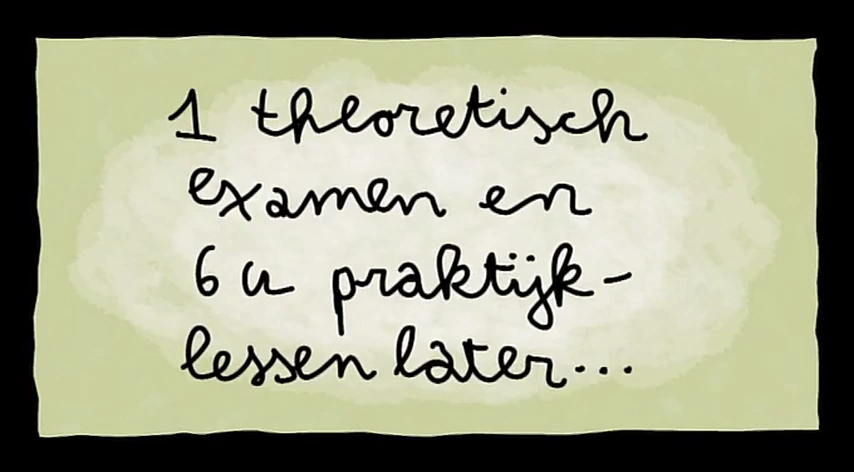 1 theoretisch
examen en
6 u praktijk-
lessen later...